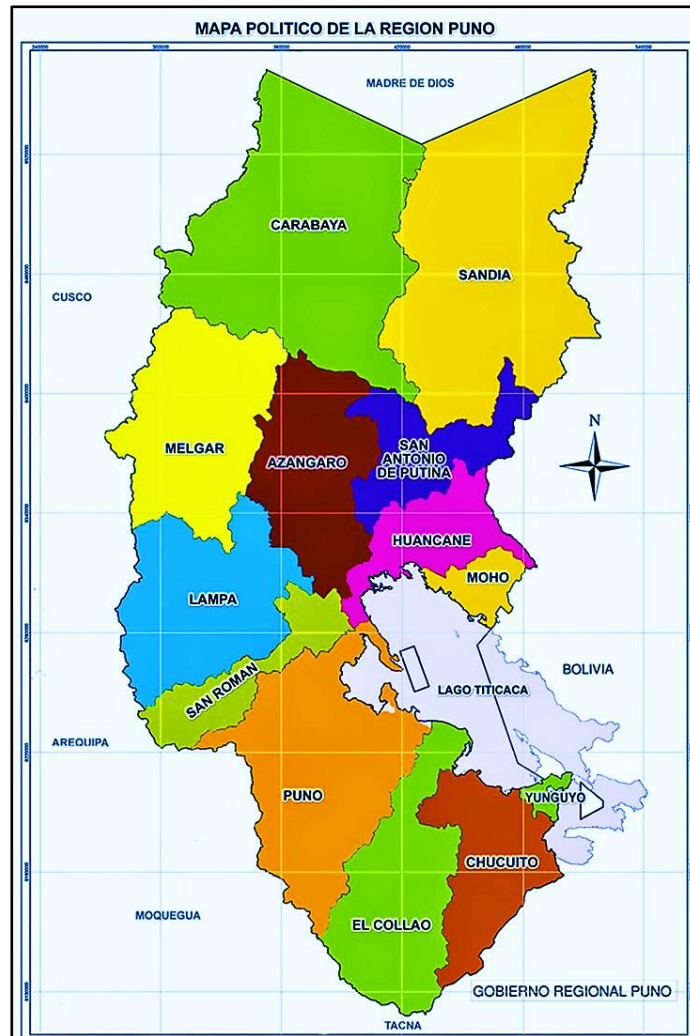 MAPA POLITICO DE LA REGION PUNO
MADRE DE DIOS
CARABAYA
SANDIA
CUSCO
N
MELGAR
AZANGARO
SAN
ANTONIO
DE PUTINA
HUANCANE
MOHO
LAMPA
SAN ROMAN
BOLIVIA
LAGO TITICACA
AREQUIPA
PUNO
YUNGUYO
CHUCUITO
MOQUEGUA
EL COLLAO
GOBIERNO REGIONAL PUNO
TACNA